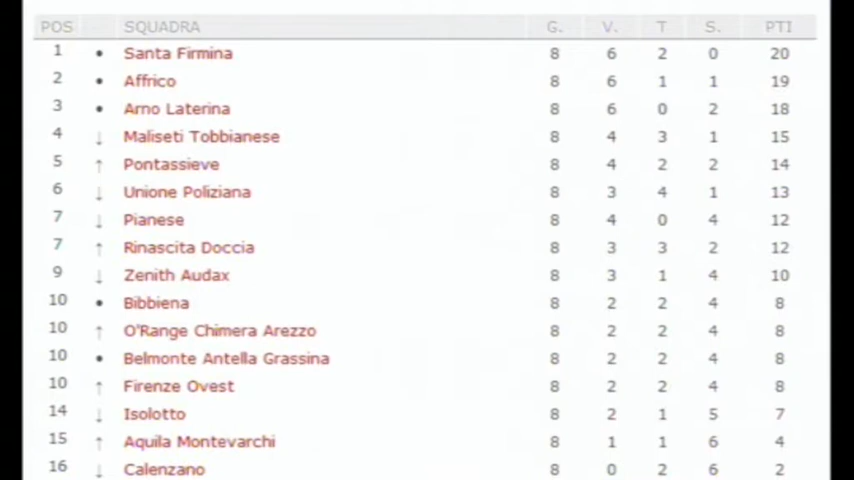 POS SQUADRA G. V. T S. PTI
1 • Santa Firmina 8 6 2 0 20
2 • Affrico 8 6 1 1 19
3 • Arno Laterina 8 6 0 2 18
4 ↓ Maliseti Tobbianese 8 4 3 1 15
5 ↑ Pontassieve 8 4 2 2 14
6 ↓ Unione Poliziana 8 3 4 1 13
7 ↓ Pianese 8 4 0 4 12
7 ↑ Rinascita Doccia 8 3 3 2 12
9 ↓ Zenith Audax 8 3 1 4 10
10 • Bibbiena 8 2 2 4 8
10 ↑ O'Range Chimera Arezzo 8 2 2 4 8
10 • Belmonte Antella Grassina 8 2 2 4 8
10 ↑ Firenze Ovest 8 2 2 4 8
14 ↓ Isolotto 8 2 1 5 7
15 ↑ Aquila Montevarchi 8 1 1 6 4
16 ↓ Calenzano 8 0 2 6 2